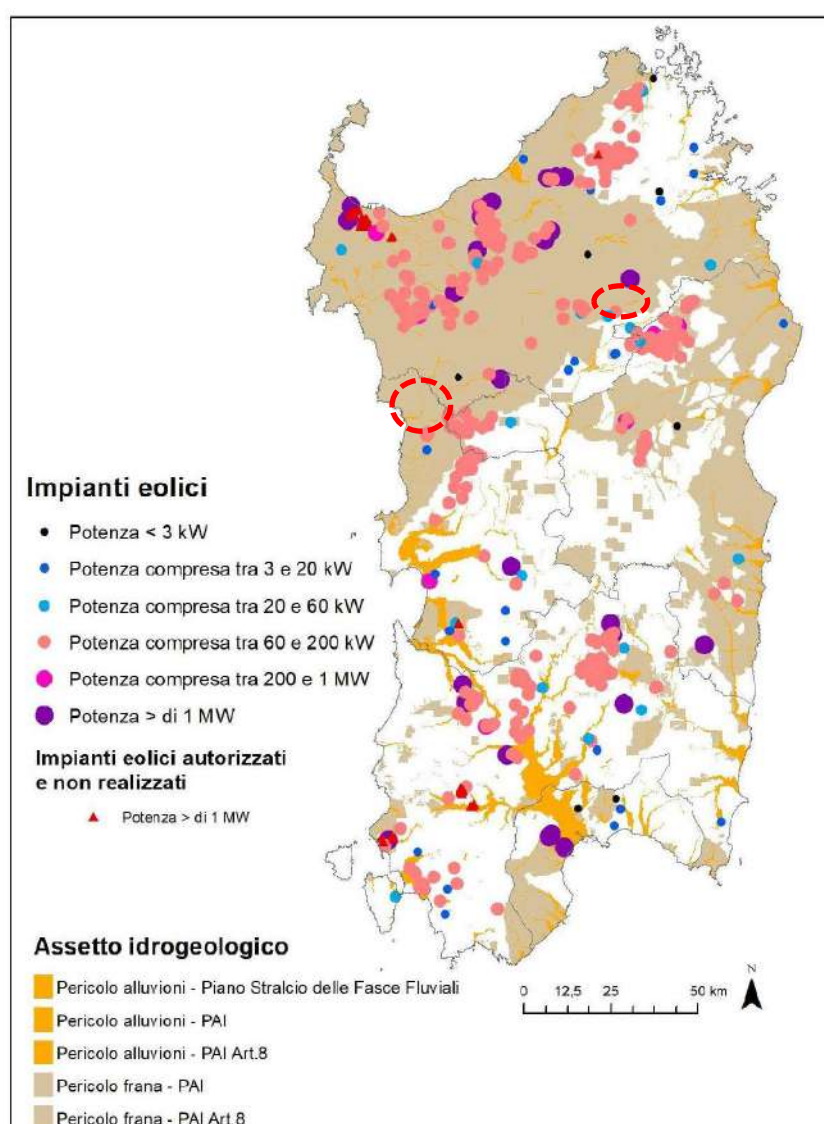 Impianti eolici
Potenza < 3 kW
Potenza compresa tra 3 e 20 kW
Potenza compresa tra 20 e 60 kW
Potenza compresa tra 60 e 200 kW
Potenza compresa tra 200 e 1 MW
Potenza > di 1 MW
Impianti eolici autorizzati
e non realizzati
Potenza > di 1 MW
Assetto idrogeologico
Pericolo alluvioni - Piano Stralcio delle Fasce Fluviali
Pericolo alluvioni - PAI
Pericolo alluvioni - PAI Art.8
Pericolo frana - PAI
Pericolo frana - PAI Art.8
0 12,5 25 50 km
N